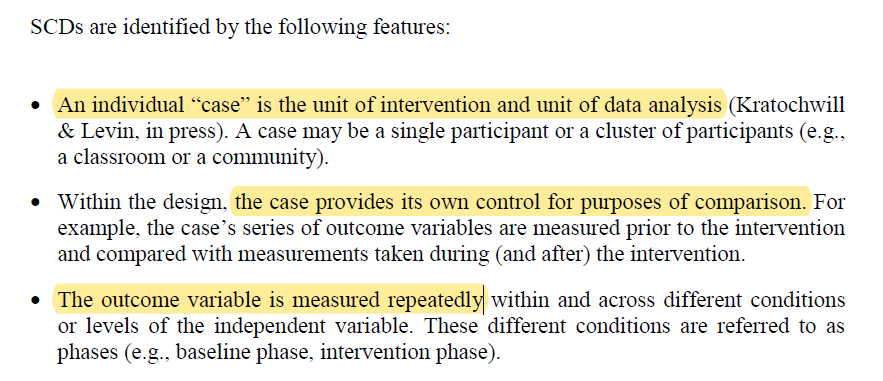 SCDs are identified by the following features:
• An individual “case” is the unit of intervention and unit of data analysis (Kratochwill
& Levin, in press). A case may be a single participant or a cluster of participants (e.g.,
a classroom or a community).
• Within the design, the case provides its own control for purposes of comparison. For
example, the case’s series of outcome variables are measured prior to the intervention
and compared with measurements taken during (and after) the intervention.
• The outcome variable is measured repeatedly within and across different conditions
or levels of the independent variable. These different conditions are referred to as
phases (e.g., baseline phase, intervention phase).